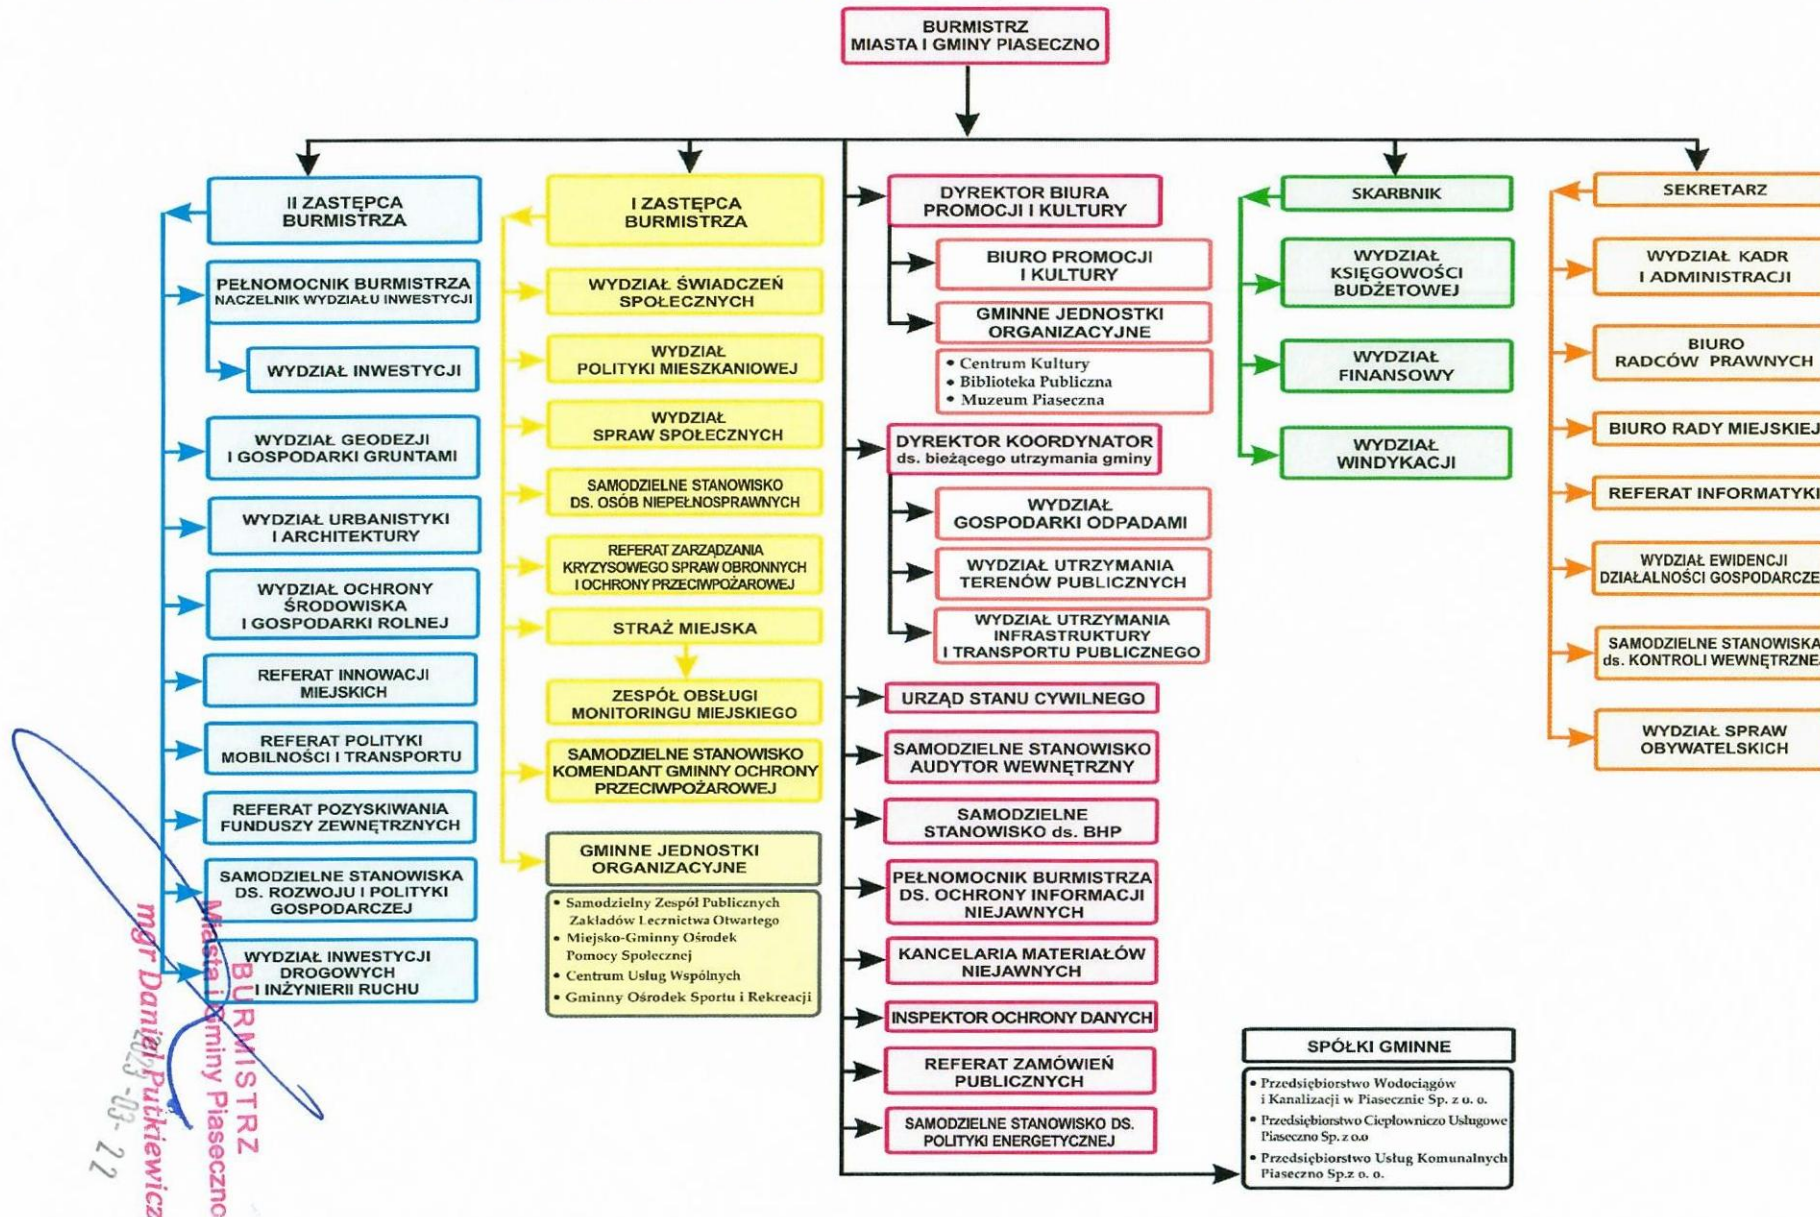 BURMISTRZ
MIASTA I GMINY PIASECZNO
II ZASTĘPCA
BURMISTRZA
PEŁNOMOCNIK BURMISTRZA
NACZELNIK WYDZIAŁU INWESTYCJI
WYDZIAŁ INWESTYCJI
WYDZIAŁ GEODEZJI
I GOSPODARKI GRUNTAMI
WYDZIAŁ URBANISTYKI
I ARCHITEKTURY
WYDZIAŁ OCHRONY
ŚRODOWISKA
I GOSPODARKI ROLNEJ
REFERAT INNOWACJI
MIEJSKICH
REFERAT POLITYKI
MOBILNOŚCI I TRANSPORTU
REFERAT POZYSKIWANIA
FUNDUSZY ZEWNĘTRZNYCH
SAMODZIELNE STANOWISKA
DS. ROZWOJU I POLITYKI
GOSPODARCZEJ
WYDZIAŁ INWESTYCJI
DROGOWYCH
I INŻYNIERII RUCHU
I ZASTĘPCA
BURMISTRZA
WYDZIAŁ ŚWIADCZEŃ
SPOŁECZNYCH
WYDZIAŁ
POLITYKI MIESZKANIOWEJ
WYDZIAŁ
SPRAW SPOŁECZNYCH
SAMODZIELNE STANOWISKO
DS. OSÓB NIEPEŁNOSPRAWNYCH
REFERAT ZARZĄDZANIA
KRYZYSOWEGO SPRAW OBRONNYCH
I OCHRONY PRZECIWPOŻAROWEJ
STRAŻ MIEJSKA
ZESPÓŁ OBSŁUGI
MONITORINGU MIEJSKIEGO
SAMODZIELNE STANOWISKO
KOMENDANT GMINNY OCHRONY
PRZECIWPOŻAROWEJ
GMINNE JEDNOSTKI
ORGANIZACYJNE
• Samodzielny Zespół Publicznych
Zakładów Lecznictwa Otwartego
• Miejsko-Gminny Ośrodek
Pomocy Społecznej
• Centrum Usług Wspólnych
• Gminny Ośrodek Sportu i Rekreacji
DYREKTOR BIURA
PROMOCJI I KULTURY
BIURO PROMOCJI
I KULTURY
GMINNE JEDNOSTKI
ORGANIZACYJNE
• Centrum Kultury
• Biblioteka Publiczna
• Muzeum Piaseczna
DYREKTOR KOORDYNATOR
ds. bieżącego utrzymania gminy
WYDZIAŁ
GOSPODARKI ODPADAMI
WYDZIAŁ UTRZYMANIA
TERENÓW PUBLICZNYCH
WYDZIAŁ UTRZYMANIA
INFRASTRUKTURY
I TRANSPORTU PUBLICZNEGO
URZĄD STANU CYWILNEGO
SAMODZIELNE STANOWISKO
AUDYTOR WEWNĘTRZNY
SAMODZIELNE
STANOWISKO ds. BHP
PEŁNOMOCNIK BURMISTRZA
DS. OCHRONY INFORMACJI
NIEJAWNYCH
KANCELARIA MATERIAŁÓW
NIEJAWNYCH
INSPEKTOR OCHRONY DANYCH
REFERAT ZAMÓWIEŃ
PUBLICZNYCH
SAMODZIELNE STANOWISKO DS.
POLITYKI ENERGETYCZNEJ
SKARBNIK
WYDZIAŁ
KSIĘGOWOŚCI
BUDŻETOWEJ
WYDZIAŁ
FINANSOWY
WYDZIAŁ
WINDYKACJI
SEKRETARZ
WYDZIAŁ KADR
I ADMINISTRACJI
BIURO
RADCÓW PRAWNYCH
BIURO RADY MIEJSKIEJ
REFERAT INFORMATYKI
WYDZIAŁ EWIDENCJI
DZIAŁALNOŚCI GOSPODARCZE
SAMODZIELNE STANOWISKA
ds. KONTROLI WEWNĘTRZNE
WYDZIAŁ SPRAW
OBYWATELSKICH
SPÓŁKI GMINNE
• Przedsiębiorstwo Wodociągów
i Kanalizacji w Piasecznie Sp. z o. o.
• Przedsiębiorstwo Ciepłowniczo Usługowe
Piaseczno Sp. z o.o
• Przedsiębiorstwo Usług Komunalnych
Piaseczno Sp.z o. o.
BURMISTRZ
Miasta i Gminy Piaseczno
mgr Daniel Putkiewicz
2023 -03- 22